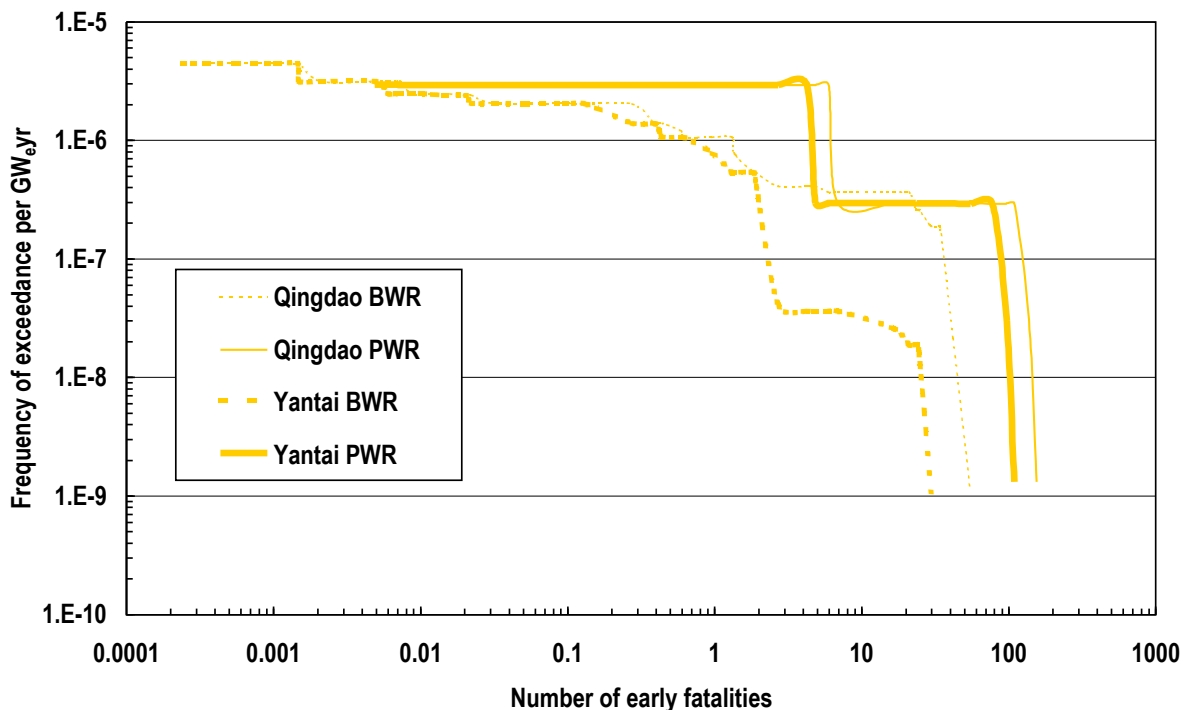 Frequency of exceedance per GWeyr
1.E-5
1.E-6
1.E-7
1.E-8
1.E-9
1.E-10
Qingdao BWR
Qingdao PWR
Yantai BWR
Yantai PWR
0.0001 0.001 0.01 0.1 1 10 100 1000
Number of early fatalities